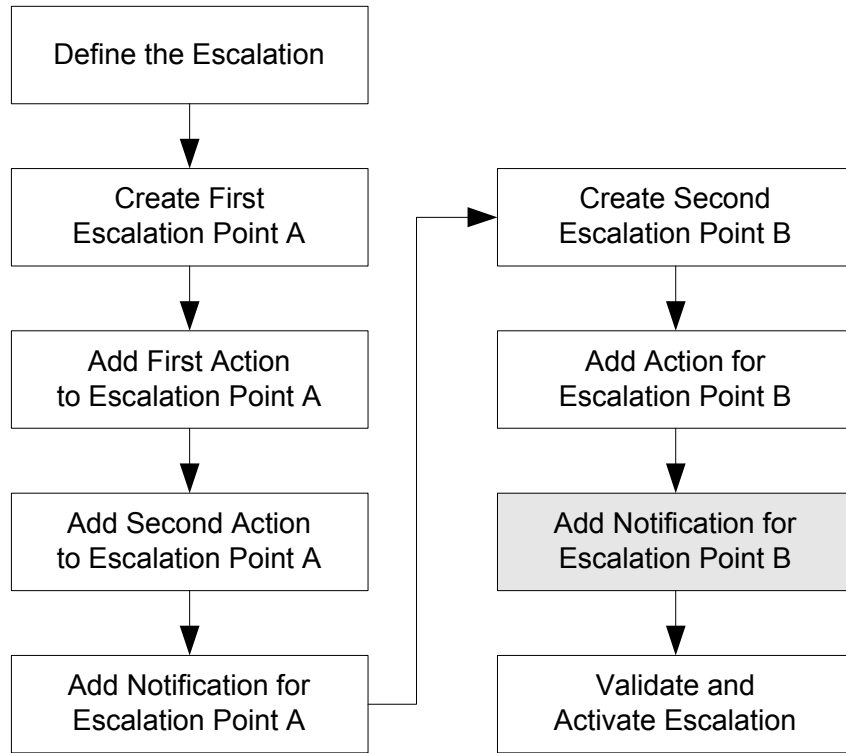 Define the Escalation
Create First
Escalation Point A
Add First Action
to Escalation Point A
Add Second Action
to Escalation Point A
Add Notification for
Escalation Point A
Create Second
Escalation Point B
Add Action for
Escalation Point B
Add Notification for
Escalation Point B
Validate and
Activate Escalation